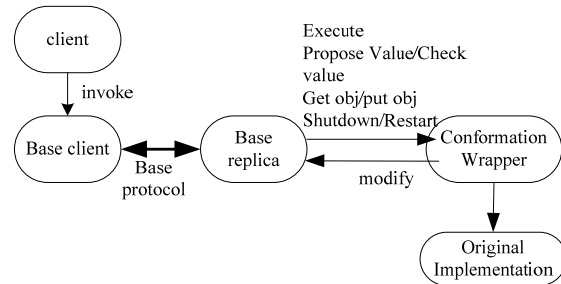 client
invoke
Base client
Base
protocol
Base
replica
Execute
Propose Value/Check
value
Get obj/put obj
Shutdown/Restart
modify
Conformation
Wrapper
Original
Implementation